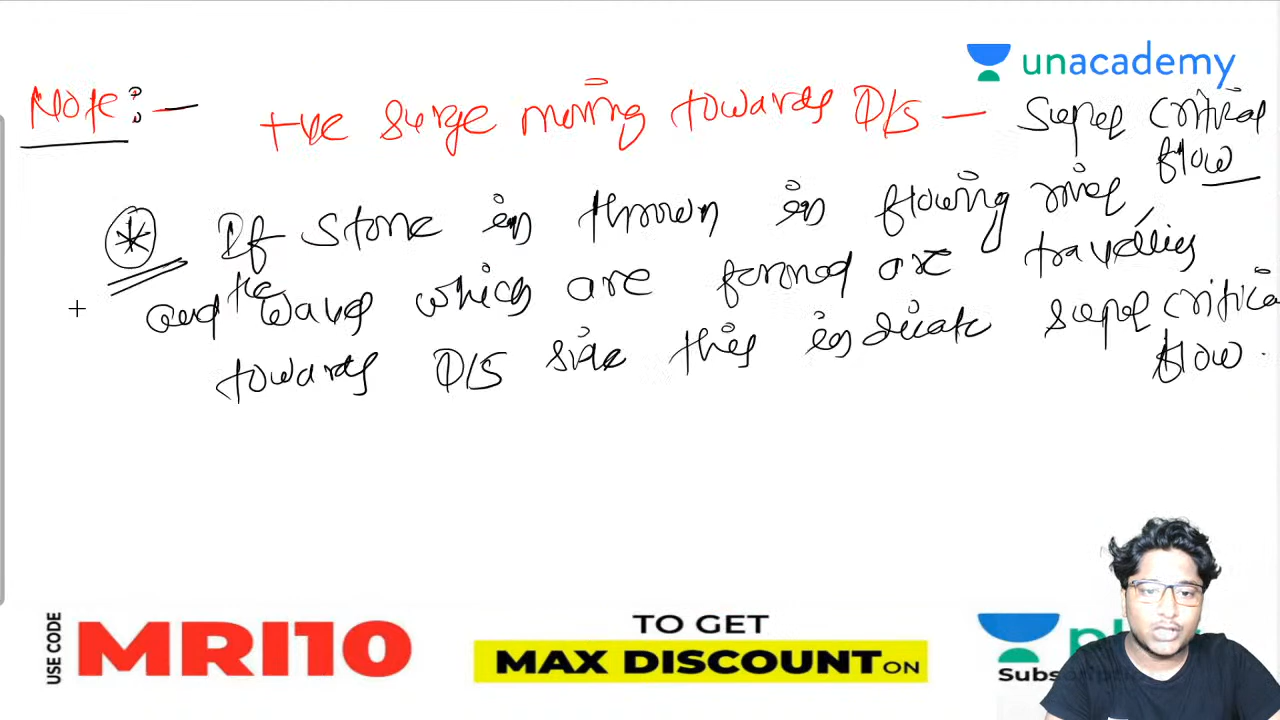 unacademy
Note :- +ve surge moving towards D/S - Super critical flow
* If stone is thrown in flowing river,
and the waves which are formed are travelling
towards D/S side this indicate super critical flow.
USE CODE
MRI10
TO GET
MAX DISCOUNT ON
Subscript